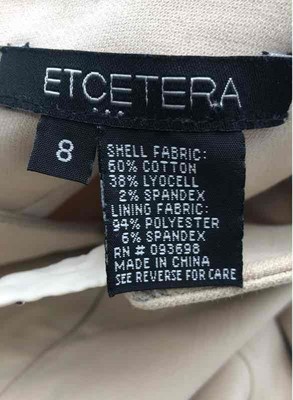 ETCETERA
...
8
SHELL FABRIC:
60% COTTON
38% LYOCELL
2% SPANDEX
LINING FABRIC:
94% POLYESTER
6% SPANDEX
RN # 093698
MADE IN
CHINA
SEE REVERSE FOR CARE